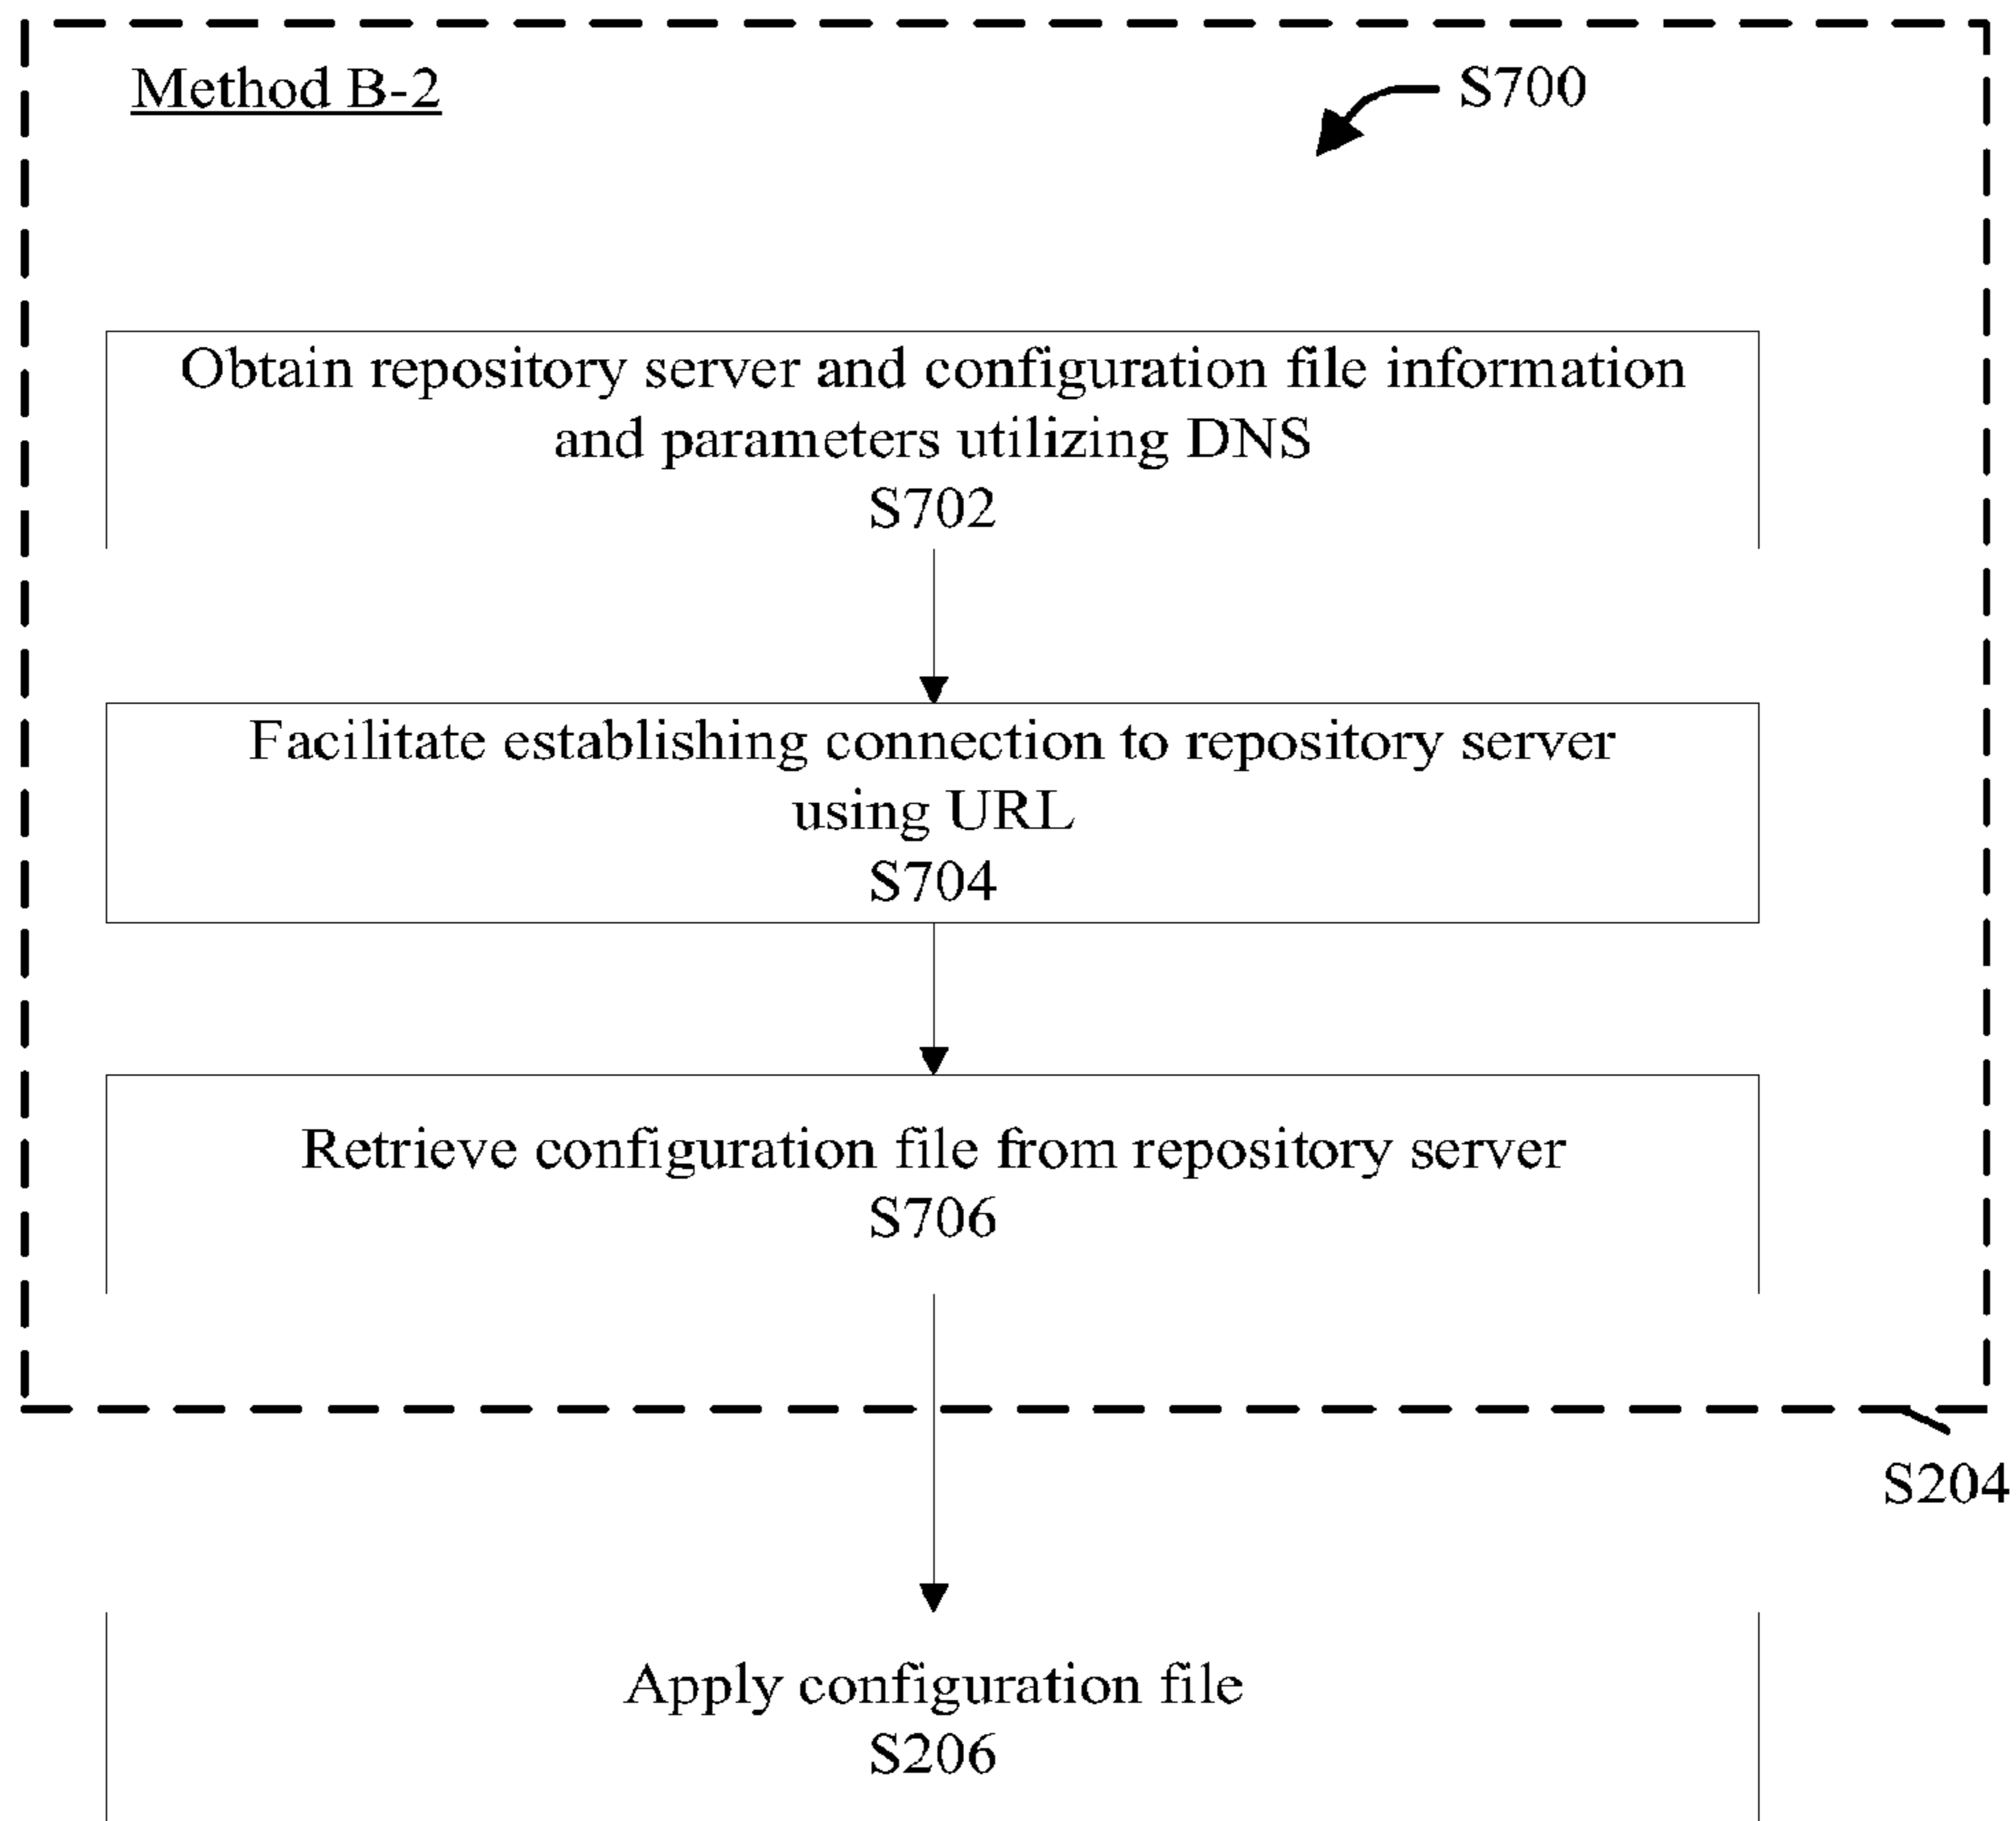 Method B-2
S700
Obtain repository server and configuration file information
and parameters utilizing DNS
S702
Facilitate establishing connection to repository server
using URL
S704
Retrieve configuration file from repository server
S706
S204
Apply configuration file
S206